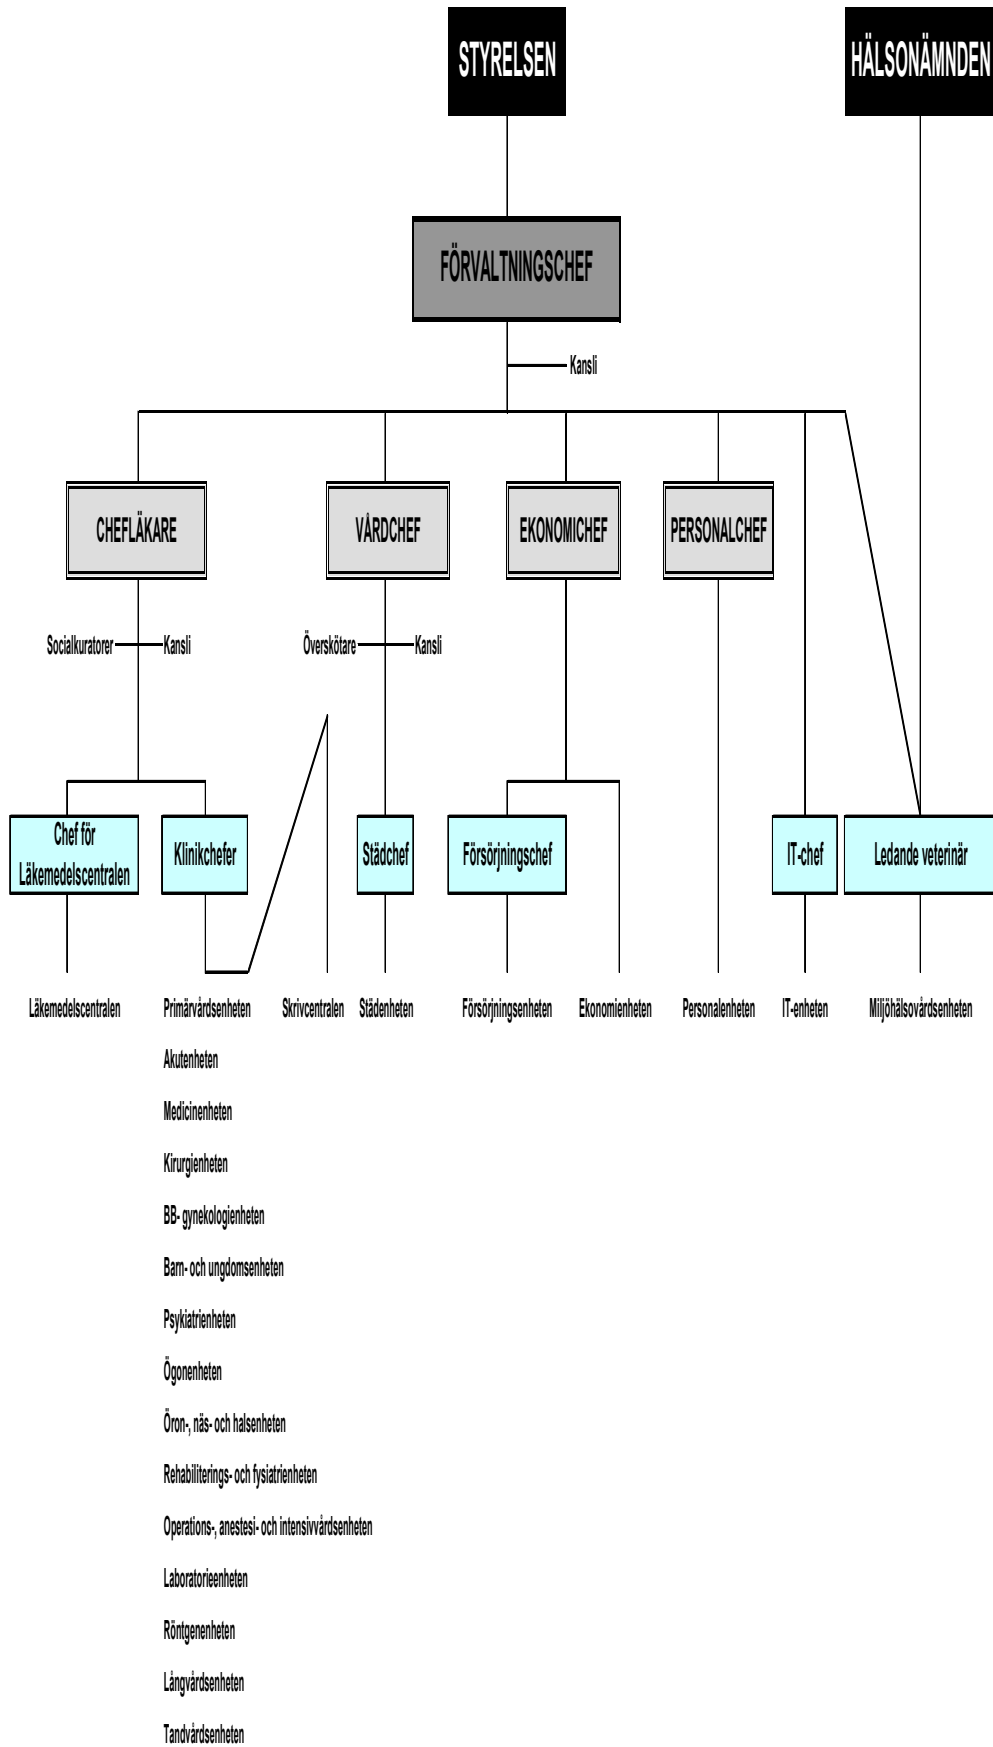 STYRELSEN
HÄLSONÄMNDEN
FÖRVALTNINGSCHEF
Kansli
CHEFLÄKARE
VÅRDCHEF
EKONOMICHEF
PERSONALCHEF
Socialkuratorer
Kansli
Överskötare
Kansli
Chef för
Läkemedelscentralen
Klinikchefer
Städchef
Försörjningschef
IT-chef
Ledande veterinär
Läkemedelscentralen
Primärvårdsenheten
Skrivcentralen
Städenheten
Försörjningsenheten
Ekonomienheten
Personalenheten
IT-enheten
Miljöhälsovårdsenheten
Akutenheten
Medicinenheten
Kirurgienheten
BB- gynekologienheten
Barn- och ungdomsenheten
Psykiatrienheten
Ögonenheten
Öron-, näs- och halsenheten
Rehabiliterings- och fysiatrienheten
Operations-, anestesi- och intensivvårdsenheten
Laboratorieenheten
Röntgenenheten
Långvårdsenheten
Tandvårdsenheten